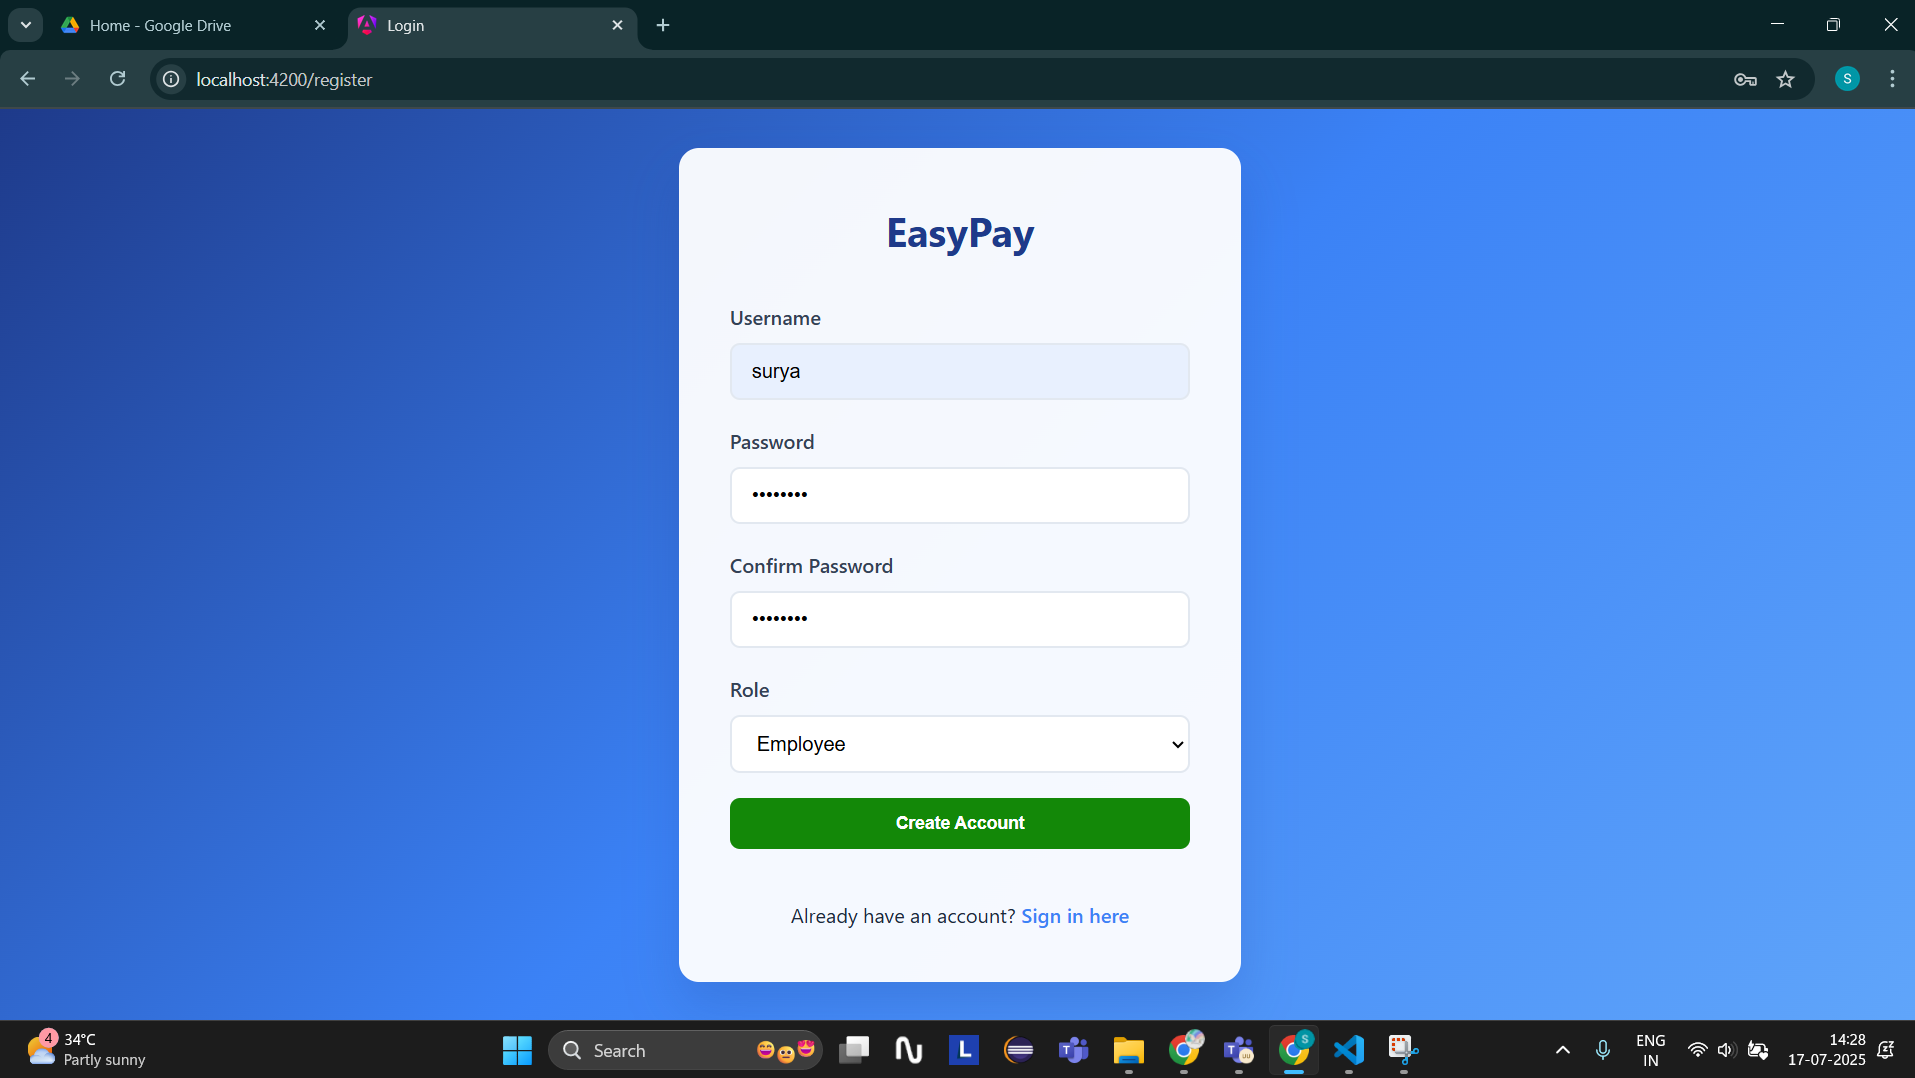 Home - Google Drive
Login
localhost:4200/register
S
EasyPay
Username
surya
Password
••••••••
Confirm Password
••••••••
Role
Employee
Create Account
Already have an account? Sign in here
4
34°C
Partly sunny
Search
L
T
T
S
ENG
IN
14:28
17-07-2025